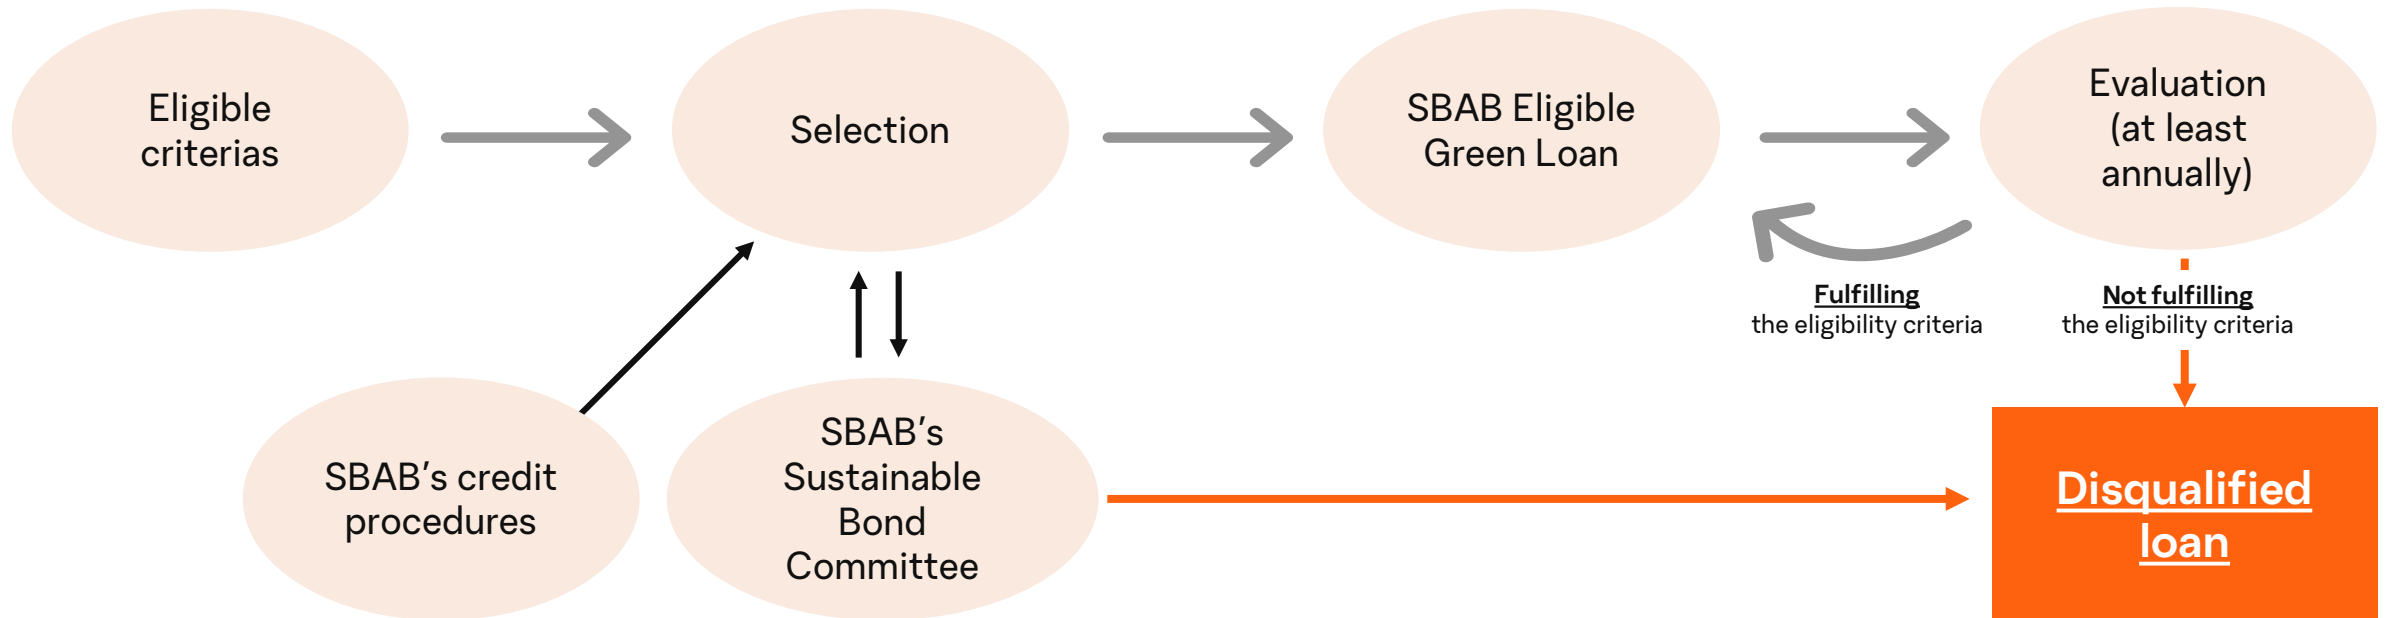 Eligible
criterias
Selection
SBAB Eligible
Green Loan
Evaluation
(at least
annually)
Fulfilling
the eligibility criteria
Not fulfilling
the eligibility criteria
SBAB’s credit
procedures
SBAB’s
Sustainable
Bond
Committee
Disqualified
loan